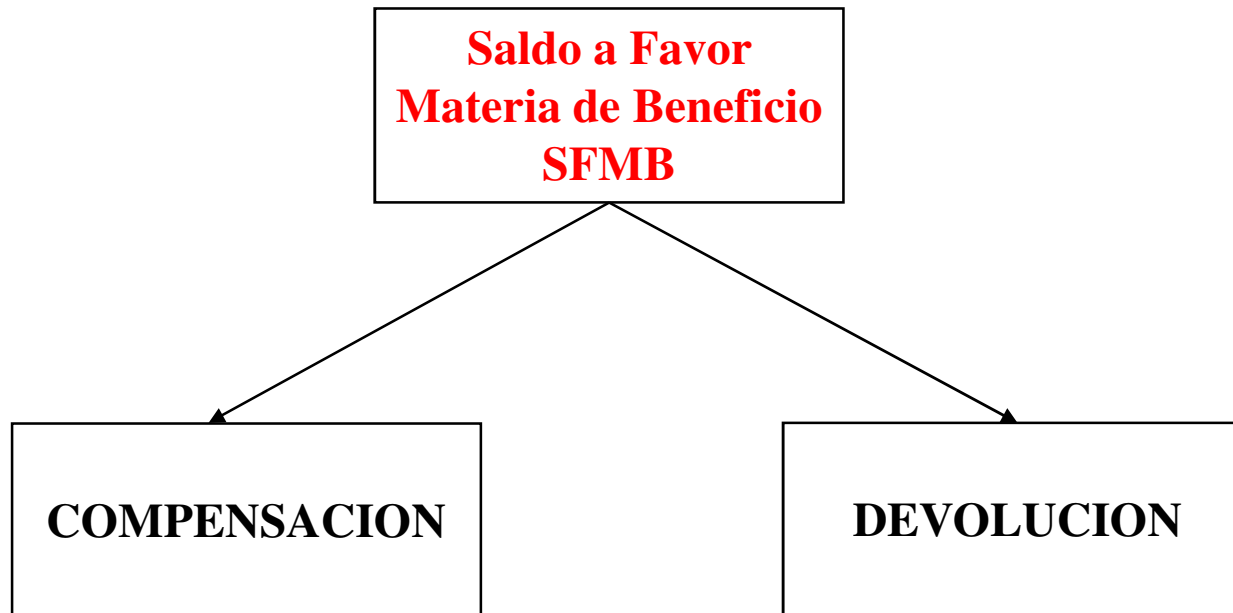 Saldo a Favor
Materia de Beneficio
SFMB
COMPENSACION
DEVOLUCION